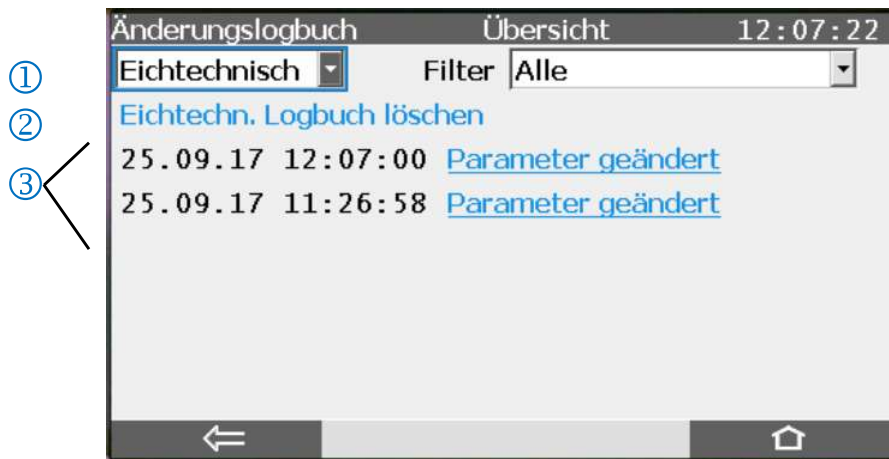 Änderungslogbuch Übersicht 12:07:22
① Eichtechnisch Filter Alle
② Eichtechn. Logbuch löschen
③ 25.09.17 12:07:00 Parameter geändert
25.09.17 11:26:58 Parameter geändert